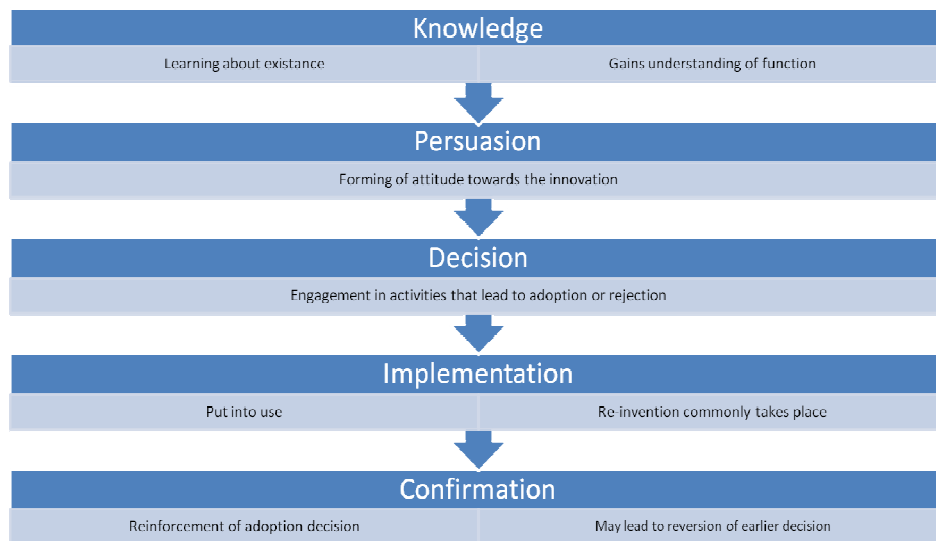 Knowledge
Learning about existance
Gains understanding of function
Persuasion
Forming of attitude towards the innovation
Decision
Engagement in activities that lead to adoption or rejection
Implementation
Put into use
Re-invention commonly takes place
Confirmation
Reinforcement of adoption decision
May lead to reversion of earlier decision